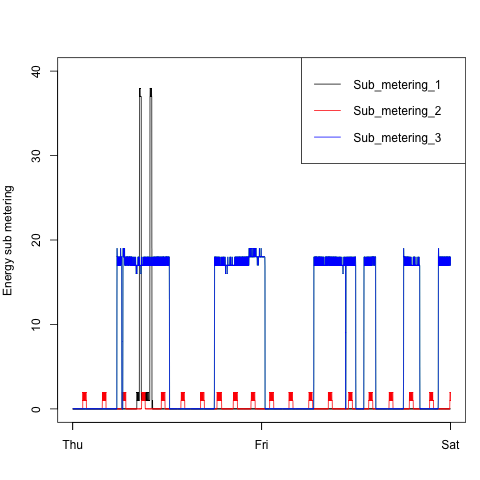 Energy sub metering
40
30
20
10
0
Sub_metering_1
Sub_metering_2
Sub_metering_3
Thu
Fri
Sat